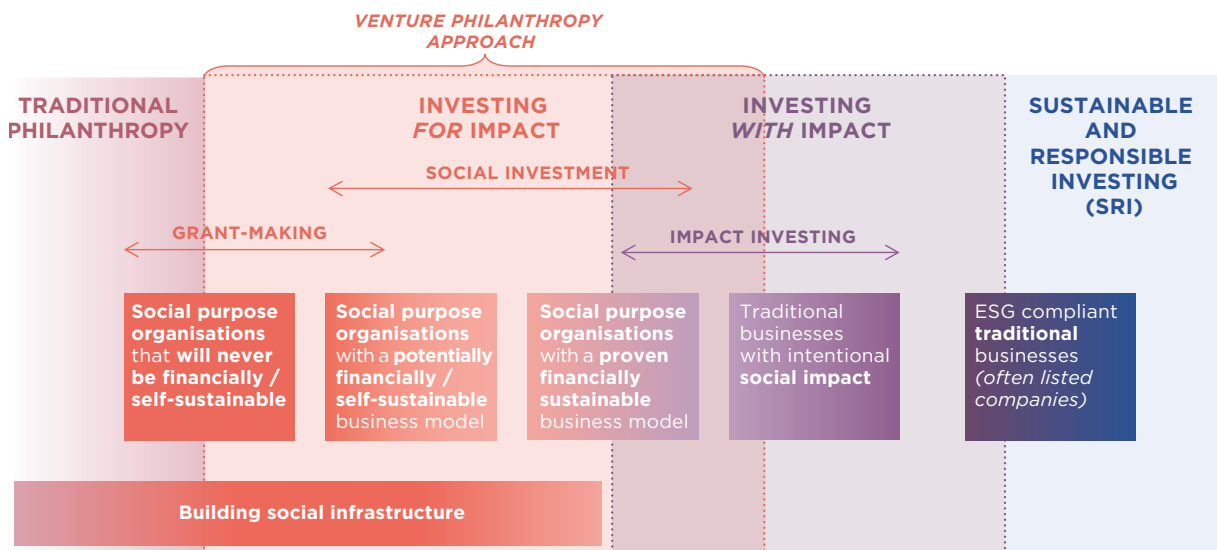 VENTURE PHILANTHROPY
APPROACH
TRADITIONAL
PHILANTHROPY
INVESTING
FOR IMPACT
INVESTING
WITH IMPACT
SUSTAINABLE
AND
RESPONSIBLE
INVESTING
(SRI)
SOCIAL INVESTMENT
GRANT-MAKING
IMPACT INVESTING
Social purpose
organisations
that will never
be financially /
self-sustainable
Social purpose
organisations
with a potentially
financially /
self-sustainable
business model
Social purpose
organisations
with a proven
financially
sustainable
business model
Traditional
businesses
with intentional
social impact
ESG compliant
traditional
businesses
(often listed
companies)
Building social infrastructure